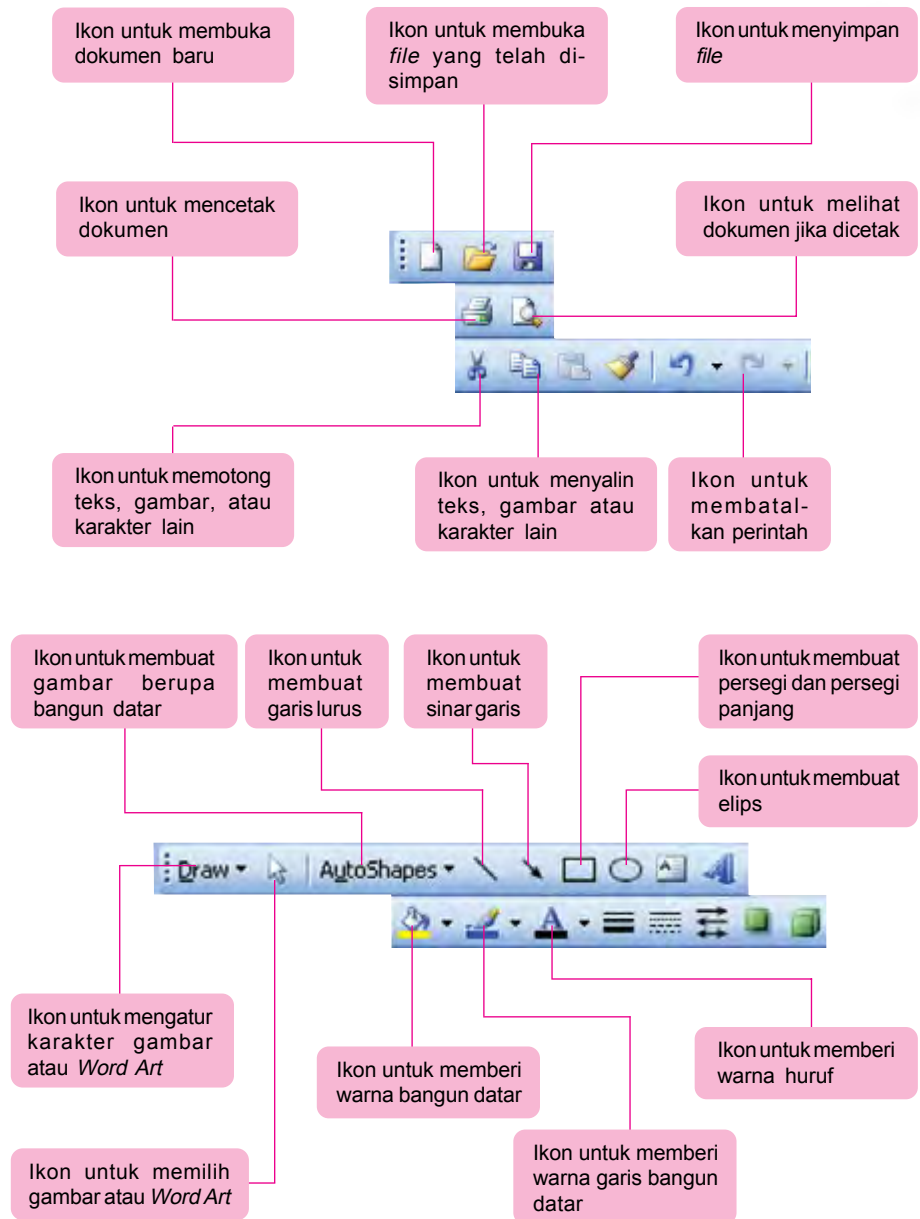 Ikon untuk membuka
dokumen baru
Ikon untuk membuka
file yang telah di-
simpan
Ikon untuk menyimpan
file
Ikon untuk mencetak
dokumen
Ikon untuk melihat
dokumen jika dicetak
Ikon untuk memotong
teks, gambar, atau
karakter lain
Ikon untuk menyalin
teks, gambar atau
karakter lain
Ikon untuk
membatal-
kan perintah
Ikon untuk membuat
gambar berupa
bangun datar
Ikon untuk
membuat
garis lurus
Ikon untuk
membuat
sinar garis
Ikon untuk membuat
persegi dan persegi
panjang
Ikon untuk membuat
elips
Draw AutoShapes
Ikon untuk mengatur
karakter gambar
atau Word Art
Ikon untuk memberi
warna bangun datar
Ikon untuk memberi
warna huruf
Ikon untuk memilih
gambar atau Word Art
Ikon untuk memberi
warna garis bangun
datar